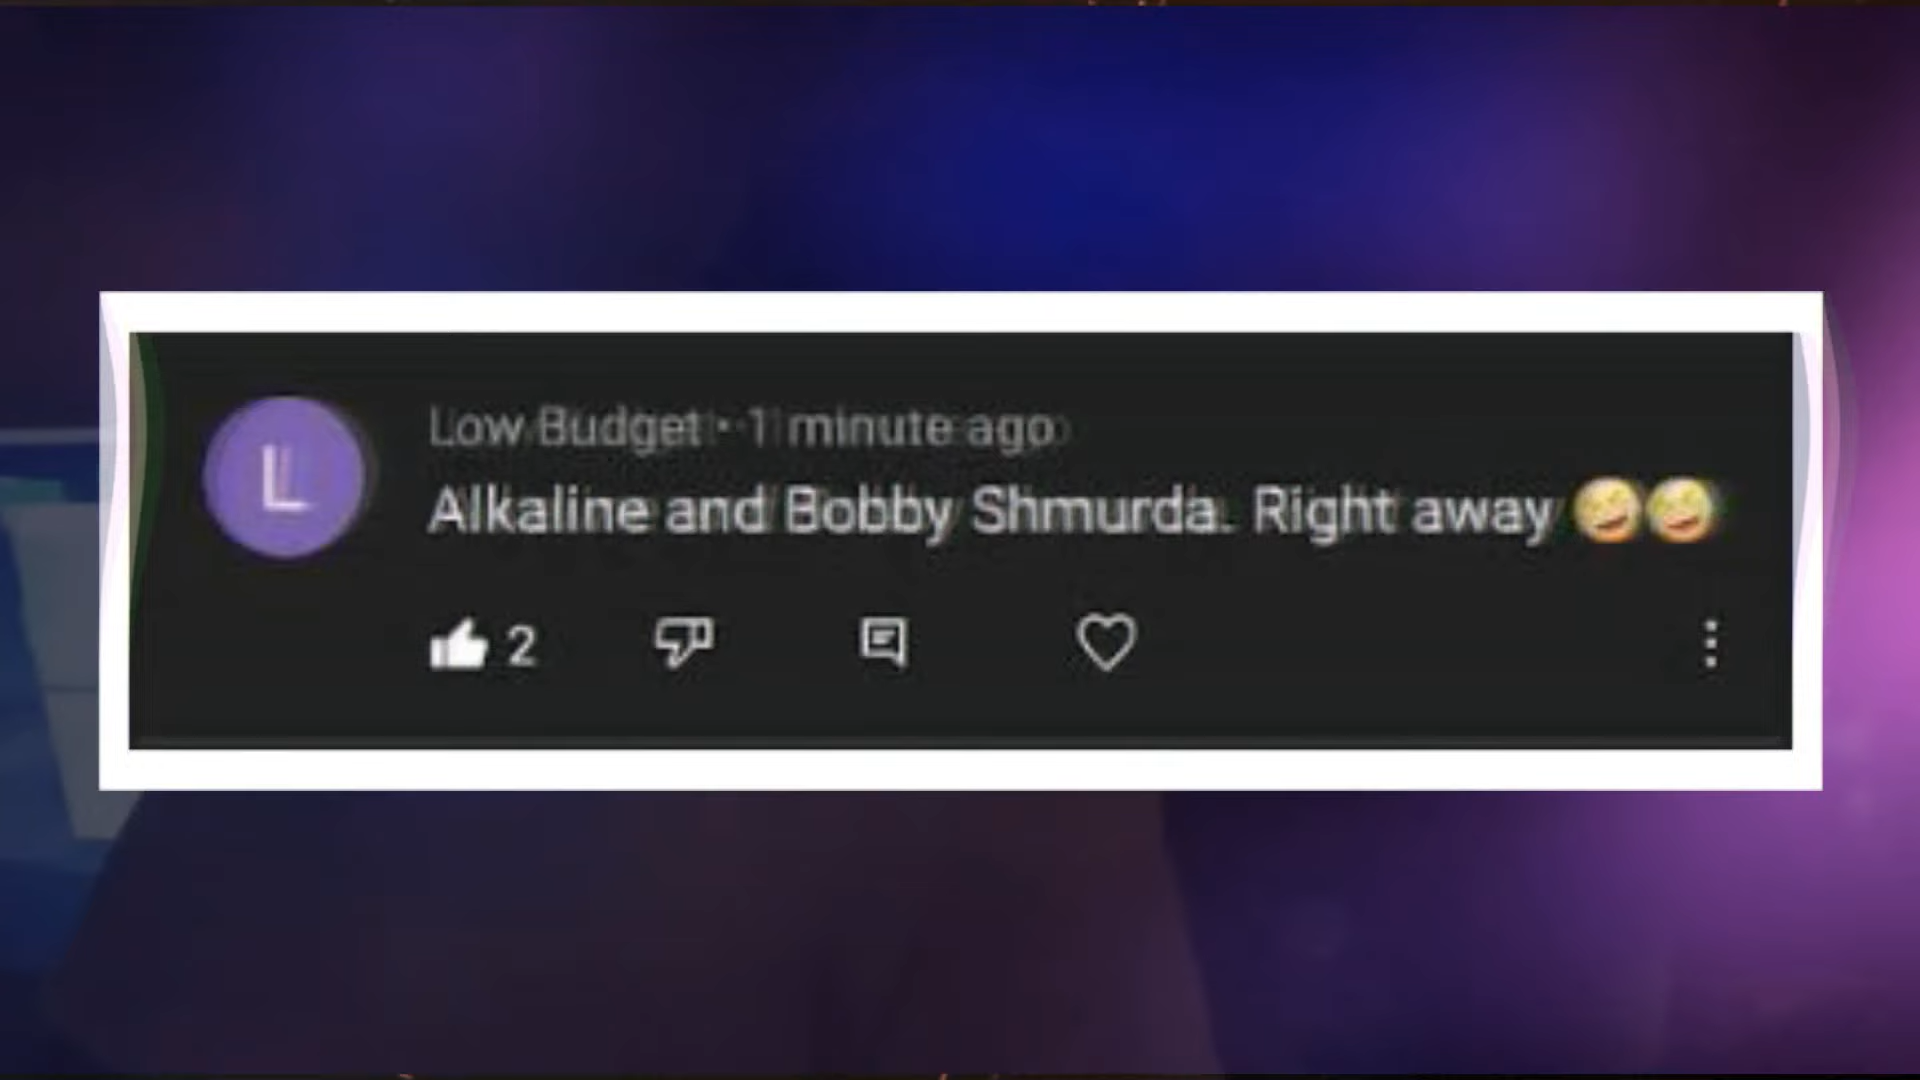 L
Low Budget · 1 minute ago
Alkaline and Bobby Shmurda. Right away 🤣🤣
2